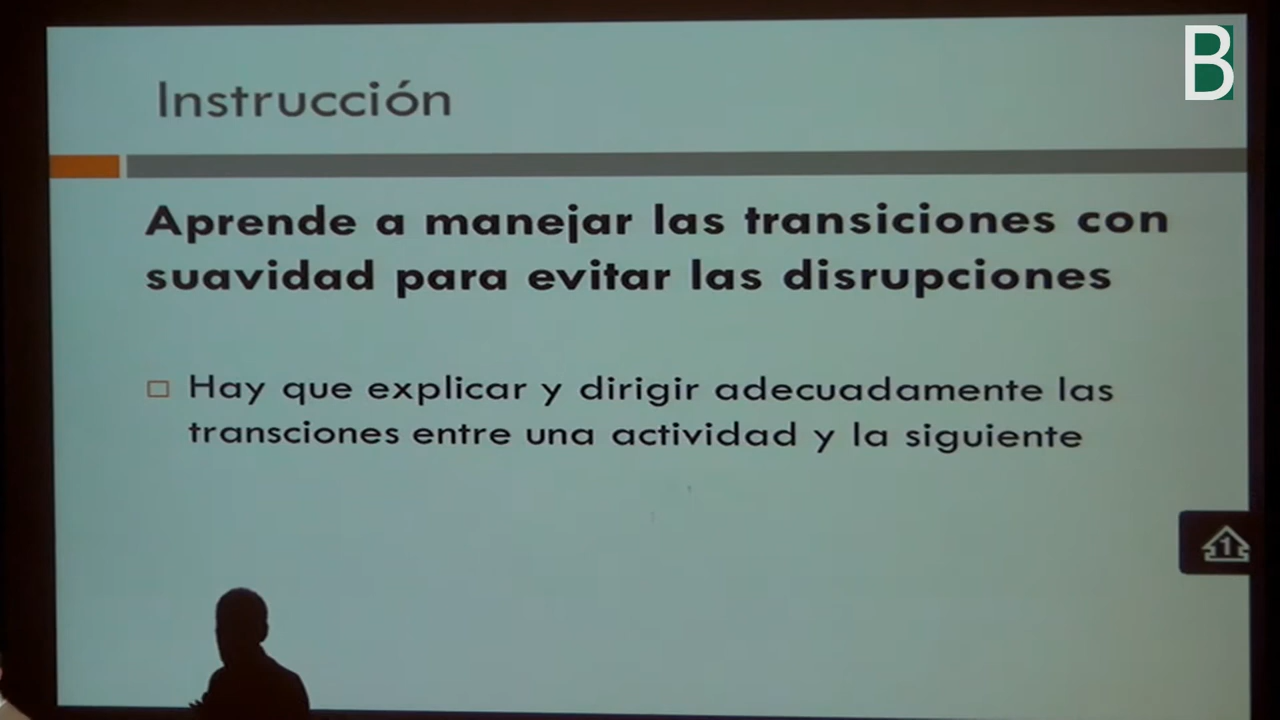 B
Instrucción
Aprende a manejar las transiciones con
suavidad para evitar las disrupciones
Hay que explicar y dirigir adecuadamente las
transciones entre una actividad y la siguiente
1